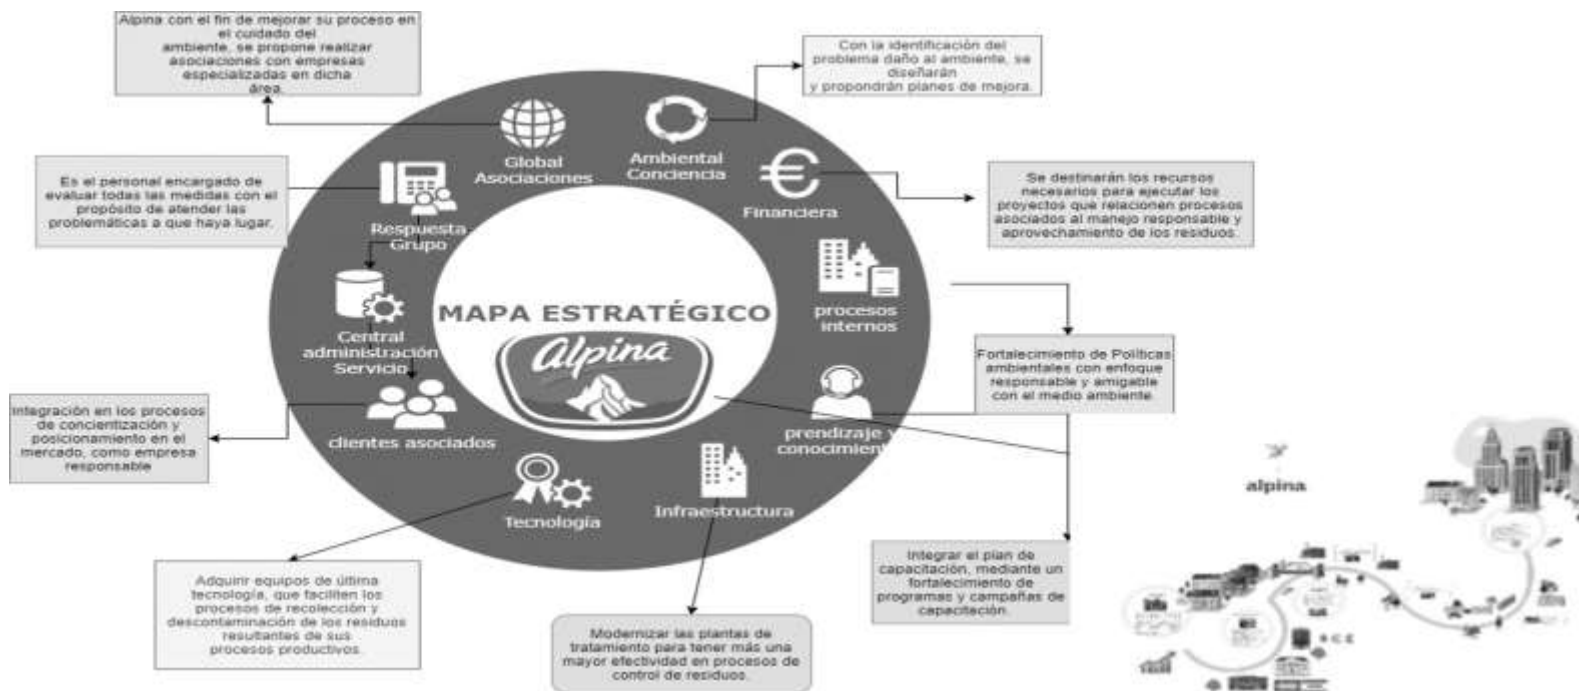 Alpina con el fin de mejorar su proceso en
el cuidado del
ambiente, se propone realizar
asociaciones con empresas
especializadas en dicha
área.
Con la identificación del
problema daño al ambiente, se
diseñarán
y propondrán planes de mejora.
Global
Asociaciones
Ambiental
Conciencia
Es el personal encargado de
evaluar todas las medidas con el
propósito de atender las
problemáticas a que haya lugar.
Respuesta
Grupo
Financiera
Se destinarán los recursos
necesarios para ejecutar los
proyectos que relacionen procesos
asociados al manejo responsable y
aprovechamiento de los residuos.
procesos
internos
MAPA ESTRATÉGICO
alpina
Central
administración
Servicio
Fortalecimiento de Políticas
ambientales con enfoque
responsable y amigable
con el medio ambiente.
Integración en los procesos
de concientización y
posicionamiento en el
mercado, como empresa
responsable
clientes asociados
prendizaje y
conocimient
Tecnología
Infraestructura
alpina
Adquirir equipos de última
tecnología, que faciliten los
procesos de recolección y
descontaminación de los residuos
resultantes de sus
procesos productivos.
Modernizar las plantas de
tratamiento para tener más una
mayor efectividad en procesos de
control de residuos.
Integrar el plan de
capacitación, mediante un
fortalecimiento de
programas y campañas de
capacitación.